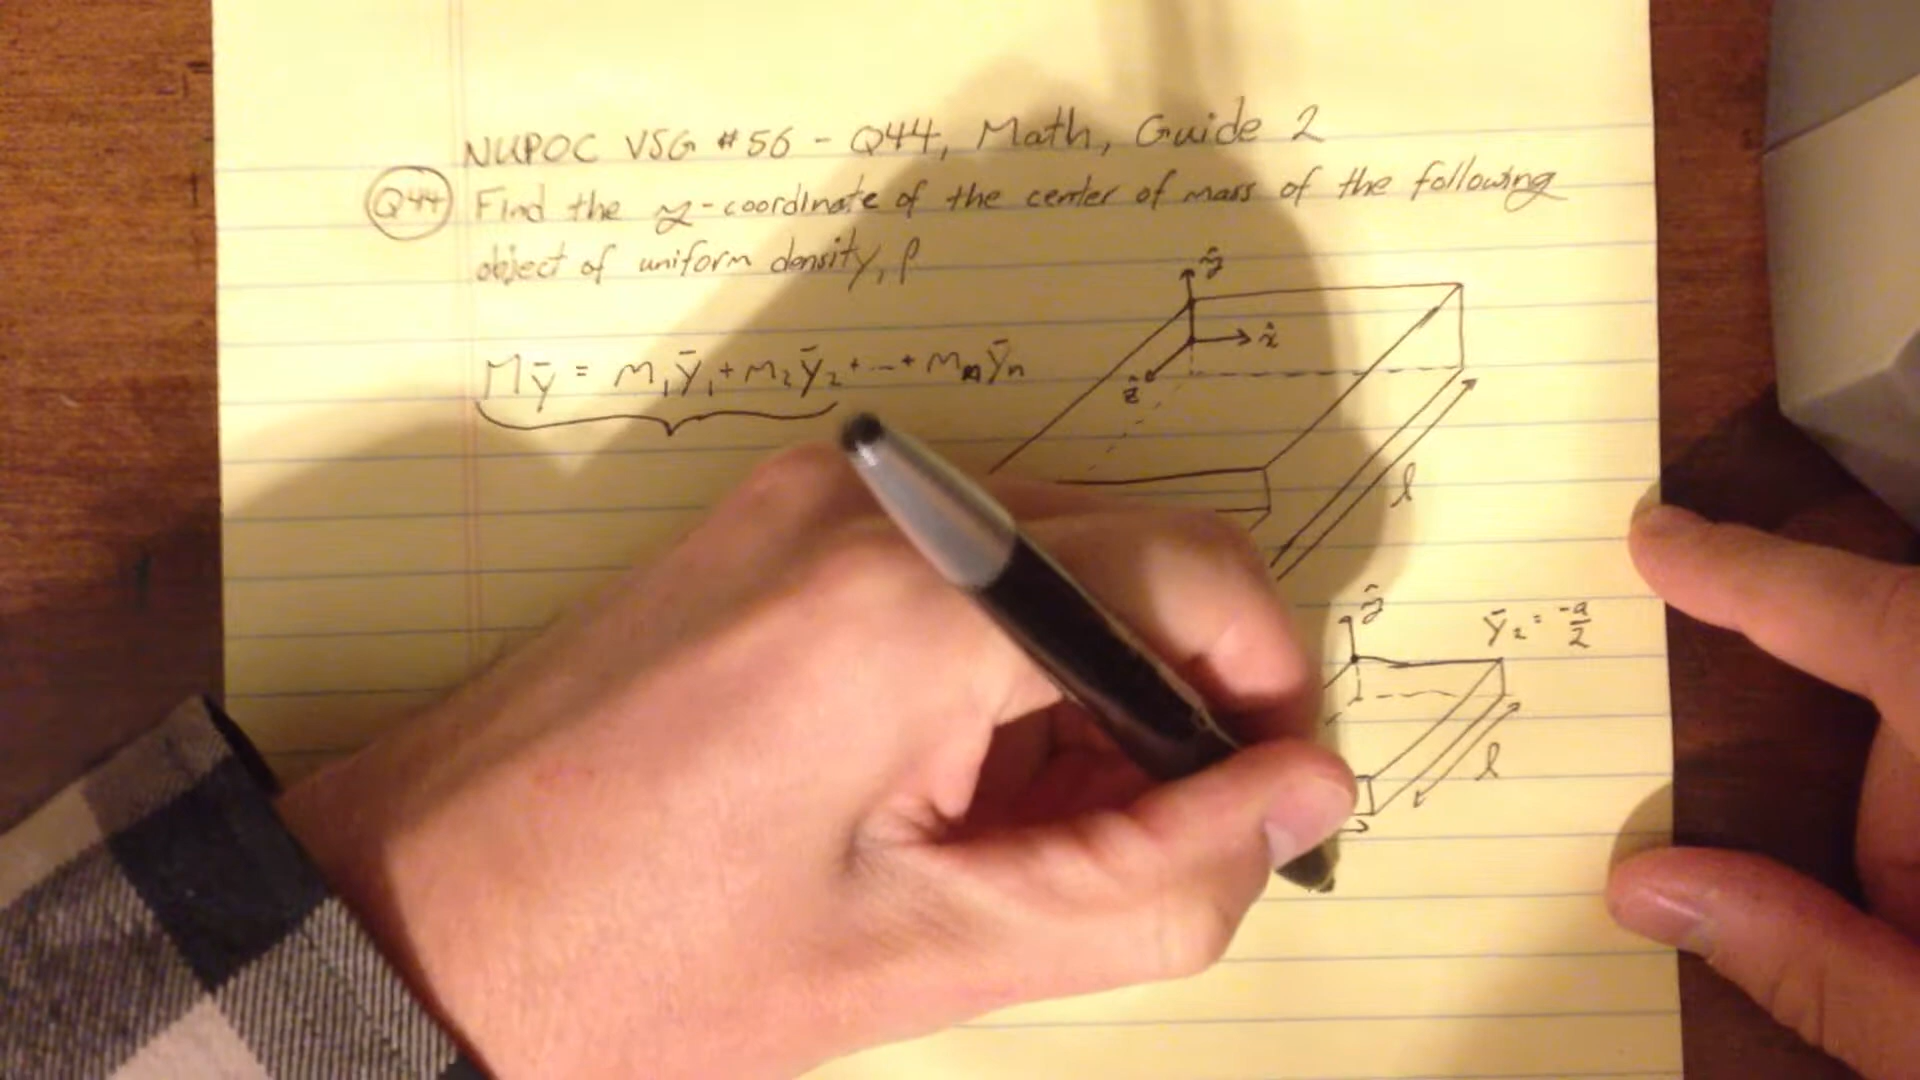 NUPOC VSG #56 - Q44, Math, Guide 2
Q44 Find the y-coordinate of the center of mass of the following
object of uniform density, ρ
ŷ
x̂
ẑ
Mȳ = m₁ȳ₁ + m₂ȳ₂ + ... + mₙȳₙ
l
ŷ
ȳ₂ = -a/2
l